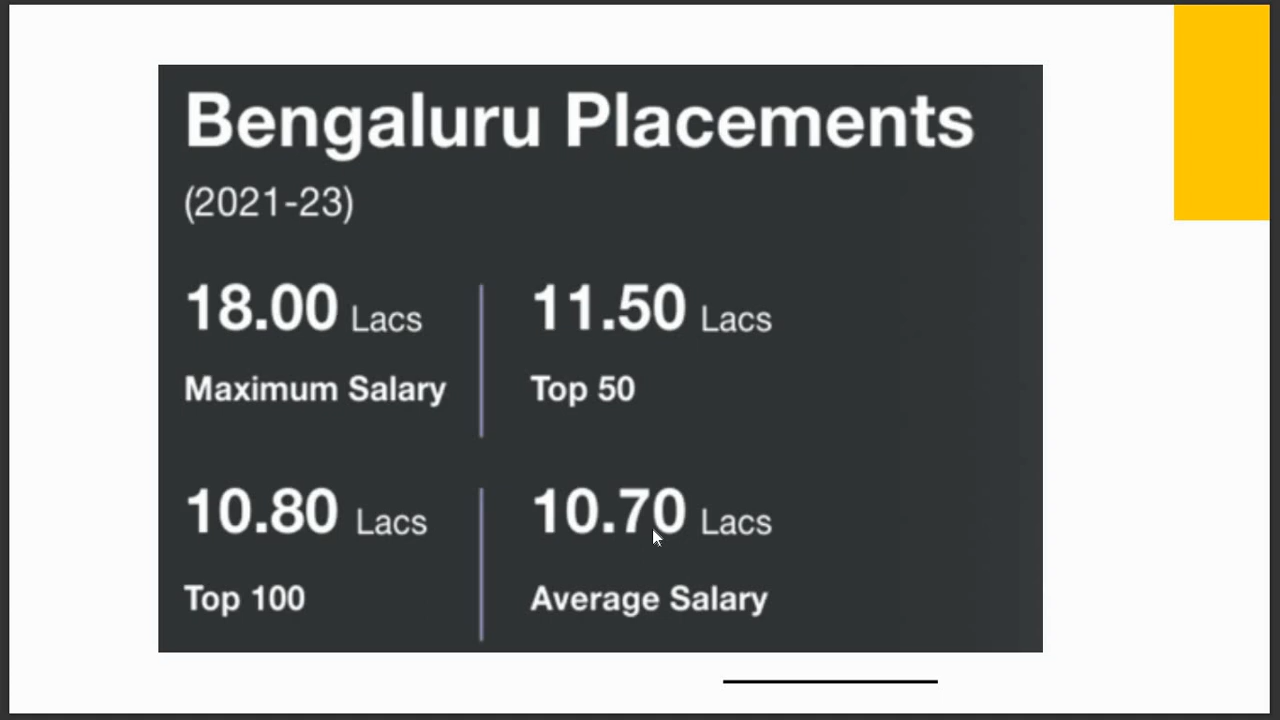 Bengaluru Placements
(2021-23)
18.00 Lacs
Maximum Salary
11.50 Lacs
Top 50
10.80 Lacs
Top 100
10.70 Lacs
Average Salary